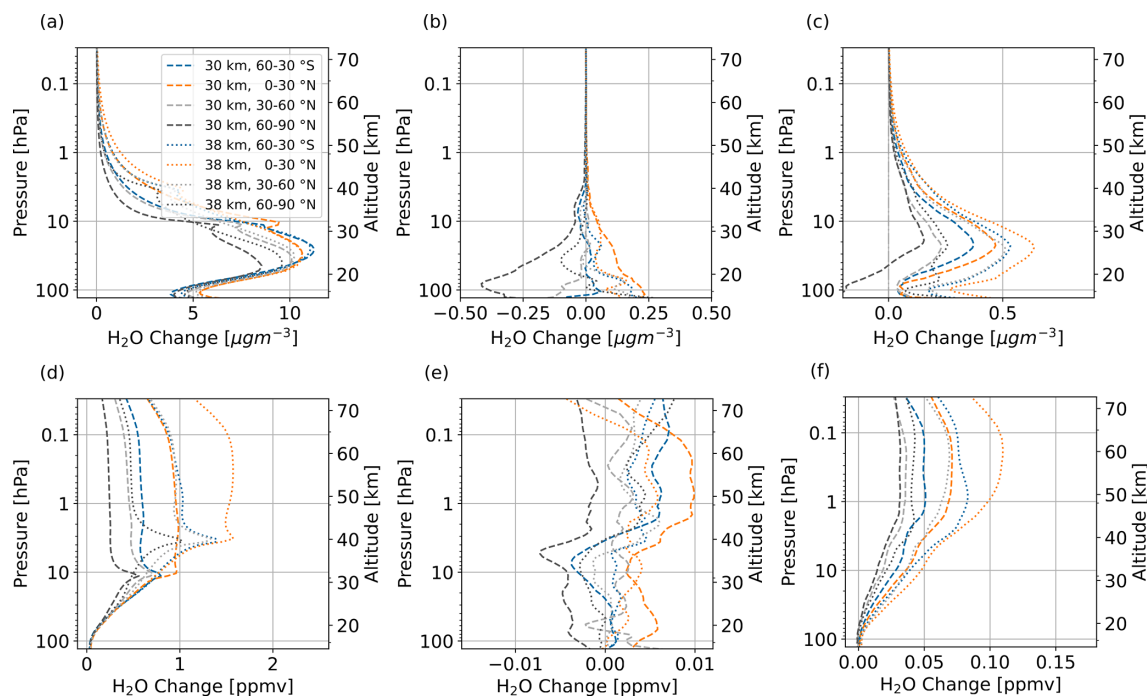 (a)
(b)
(c)
0.1
1
10
100
Pressure [hPa]
70
60
50
40
30
20
Altitude [km]
30 km, 60-30 °S
30 km, 0-30 °N
30 km, 30-60 °N
30 km, 60-90 °N
38 km, 60-30 °S
38 km, 0-30 °N
38 km, 30-60 °N
38 km, 60-90 °N
0 5 10
H₂O Change [μgm⁻³]
0.1
1
10
100
Pressure [hPa]
70
60
50
40
30
20
Altitude [km]
−0.50 −0.25 0.00 0.25 0.50
H₂O Change [μgm⁻³]
0.1
1
10
100
Pressure [hPa]
70
60
50
40
30
20
Altitude [km]
0.0 0.5
H₂O Change [μgm⁻³]
(d)
(e)
(f)
0.1
1
10
100
Pressure [hPa]
70
60
50
40
30
20
Altitude [km]
0 1 2
H₂O Change [ppmv]
0.1
1
10
100
Pressure [hPa]
70
60
50
40
30
20
Altitude [km]
−0.01 0.00 0.01
H₂O Change [ppmv]
0.1
1
10
100
Pressure [hPa]
70
60
50
40
30
20
Altitude [km]
0.00 0.05 0.10 0.15
H₂O Change [ppmv]